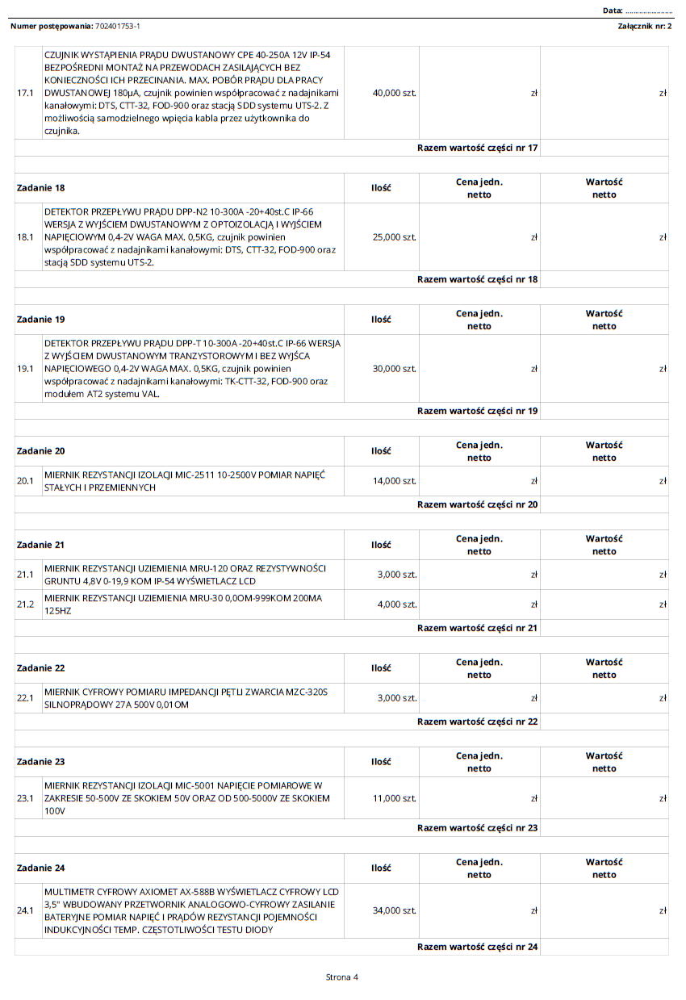 Data: ........................
Numer postępowania: 702401753-1 Załącznik nr: 2
CZUJNIK WYSTĄPIENIA PRĄDU DWUSTANOWY CPE 40-250A 12V IP-54
BEZPOŚREDNI MONTAŻ NA PRZEWODACH ZASILAJĄCYCH BEZ
KONIECZNOŚCI ICH PRZECINANIA. MAX. POBÓR PRĄDU DLA PRACY
17.1 DWUSTANOWEJ 180µA, czujnik powinien współpracować z nadajnikami 40,000 szt. zł zł
kanałowymi: DTS, CTT-32, FOD-900 oraz stacją SDD systemu UTS-2. Z
możliwością samodzielnego wpięcia kabla przez użytkownika do
czujnika.
Razem wartość części nr 17
Zadanie 18 Ilość Cena jedn. Wartość
netto netto
DETEKTOR PRZEPŁYWU PRĄDU DPP-N2 10-300A -20+40st.C IP-66
WERSJA Z WYJŚCIEM DWUSTANOWYM Z OPTOIZOLACJĄ I WYJŚCIEM
18.1 NAPIĘCIOWYM 0,4-2V WAGA MAX. 0,5KG, czujnik powinien 25,000 szt. zł zł
współpracować z nadajnikami kanałowymi: DTS, CTT-32, FOD-900 oraz
stacją SDD systemu UTS-2.
Razem wartość części nr 18
Zadanie 19 Ilość Cena jedn. Wartość
netto netto
DETEKTOR PRZEPŁYWU PRĄDU DPP-T 10-300A -20+40st.C IP-66 WERSJA
Z WYJŚCIEM DWUSTANOWYM TRANZYSTOROWYM I BEZ WYJŚCA
19.1 NAPIĘCIOWEGO 0,4-2V WAGA MAX. 0,5KG, czujnik powinien 30,000 szt. zł zł
współpracować z nadajnikami kanałowymi: TK-CTT-32, FOD-900 oraz
modułem AT2 systemu VAL.
Razem wartość części nr 19
Zadanie 20 Ilość Cena jedn. Wartość
netto netto
20.1 MIERNIK REZYSTANCJI IZOLACJI MIC-2511 10-2500V POMIAR NAPIĘĆ 14,000 szt. zł zł
STAŁYCH I PRZEMIENNYCH
Razem wartość części nr 20
Zadanie 21 Ilość Cena jedn. Wartość
netto netto
21.1 MIERNIK REZYSTANCJI UZIEMIENIA MRU-120 ORAZ REZYSTYWNOŚCI 3,000 szt. zł zł
GRUNTU 4,8V 0-19,9 KOM IP-54 WYŚWIETLACZ LCD
21.2 MIERNIK REZYSTANCJI UZIEMIENIA MRU-30 0,0OM-999KOM 200MA 4,000 szt. zł zł
125HZ
Razem wartość części nr 21
Zadanie 22 Ilość Cena jedn. Wartość
netto netto
22.1 MIERNIK CYFROWY POMIARU IMPEDANCJI PĘTLI ZWARCIA MZC-320S 3,000 szt. zł zł
SILNOPRĄDOWY 27A 500V 0,01OM
Razem wartość części nr 22
Zadanie 23 Ilość Cena jedn. Wartość
netto netto
MIERNIK REZYSTANCJI IZOLACJI MIC-5001 NAPIĘCIE POMIAROWE W
23.1 ZAKRESIE 50-500V ZE SKOKIEM 50V ORAZ OD 500-5000V ZE SKOKIEM 11,000 szt. zł zł
100V
Razem wartość części nr 23
Zadanie 24 Ilość Cena jedn. Wartość
netto netto
MULTIMETR CYFROWY AXIOMET AX-588B WYŚWIETLACZ CYFROWY LCD
24.1 3,5" WBUDOWANY PRZETWORNIK ANALOGOWO-CYFROWY ZASILANIE 34,000 szt. zł zł
BATERYJNE POMIAR NAPIĘĆ I PRĄDÓW REZYSTANCJI POJEMNOŚCI
INDUKCYJNOŚCI TEMP. CZĘSTOTLIWOŚCI TESTU DIODY
Razem wartość części nr 24
Strona 4